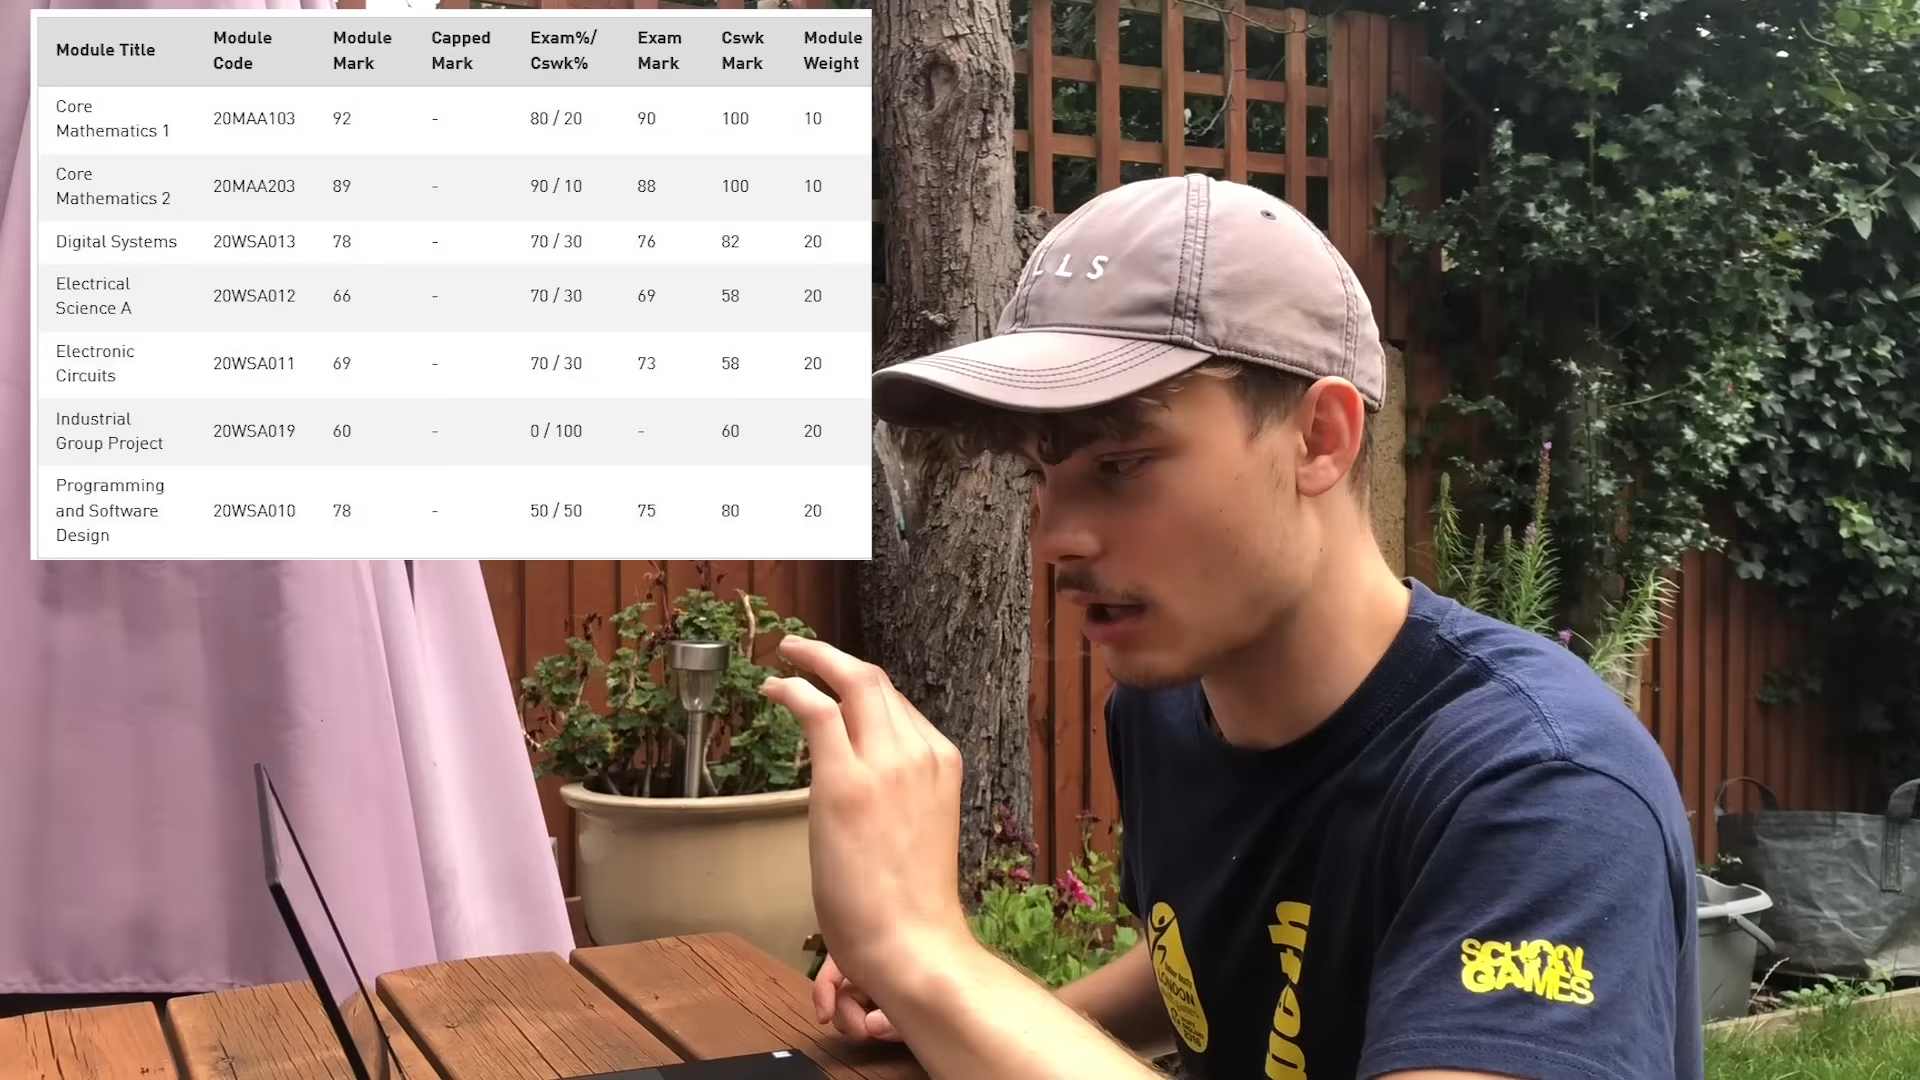 Module Title Module Code Module Mark Capped Mark Exam%/ Cswk% Exam Mark Cswk Mark Module Weight
Core Mathematics 1 20MAA103 92 - 80 / 20 90 100 10
Core Mathematics 2 20MAA203 89 - 90 / 10 88 100 10
Digital Systems 20WSA013 78 - 70 / 30 76 82 20
Electrical Science A 20WSA012 66 - 70 / 30 69 58 20
Electronic Circuits 20WSA011 69 - 70 / 30 73 58 20
Industrial Group Project 20WSA019 60 - 0 / 100 - 60 20
Programming and Software Design 20WSA010 78 - 50 / 50 75 80 20
LLS
SCHOOL
GAMES
LONDON